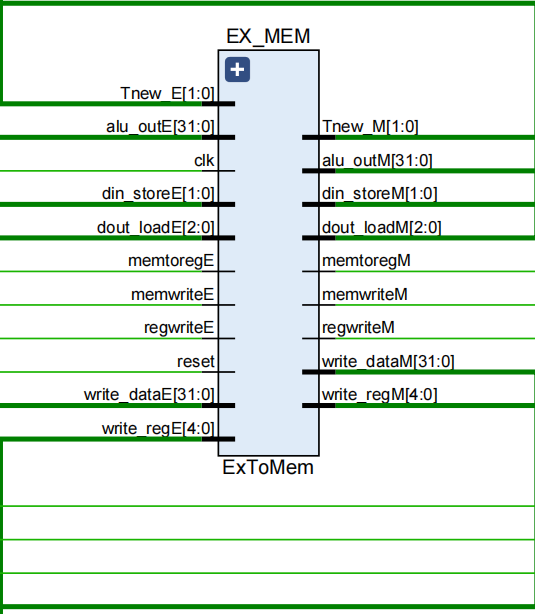 EX_MEM
Tnew_E[1:0]
alu_outE[31:0]
clk
din_storeE[1:0]
dout_loadE[2:0]
memtoregE
memwriteE
regwriteE
reset
write_dataE[31:0]
write_regE[4:0]
Tnew_M[1:0]
alu_outM[31:0]
din_storeM[1:0]
dout_loadM[2:0]
memtoregM
memwriteM
regwriteM
write_dataM[31:0]
write_regM[4:0]
ExToMem